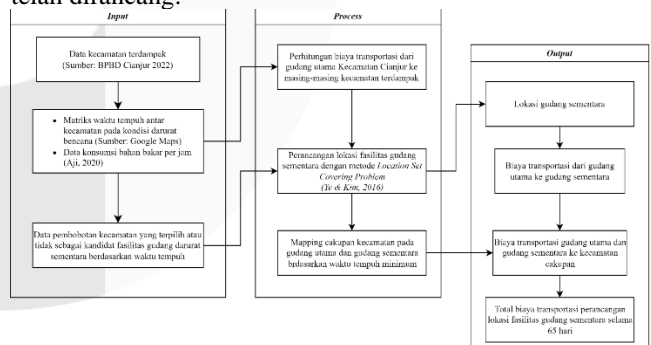 telah dirancang.
Input
Data kecamatan terdampak
(Sumber: BPBD Cianjur 2022)
• Matriks waktu tempuh antar
kecamatan pada kondisi darurat
bencana (Sumber: Google Maps)
• Data konsumsi bahan bakar per jam
(Aji, 2020)
Data pembobotan kecamatan yang terpilih atau
tidak sebagai kandidat fasilitas gudang darurat
sementara berdasarkan waktu tempuh
Process
Perhitungan biaya transportasi dari
gudang utama Kecamatan Cianjur ke
masing-masing kecamatan terdampak
Perancangan lokasi fasilitas gudang
sementara dengan metode Location Set
Covering Problem
(Ye & Kim, 2016)
Mapping cakupan kecamatan pada
gudang utama dan gudang sementara
brdasarkan waktu tempuh minimum
Output
Lokasi gudang sementara
Biaya transportasi dari gudang
utama ke gudang sementara
Biaya transportasi gudang utama dan
gudang sementara ke kecamatan
cakupan
Total biaya transportasi perancangan
lokasi fasilitas gudang sementara selama
65 hari